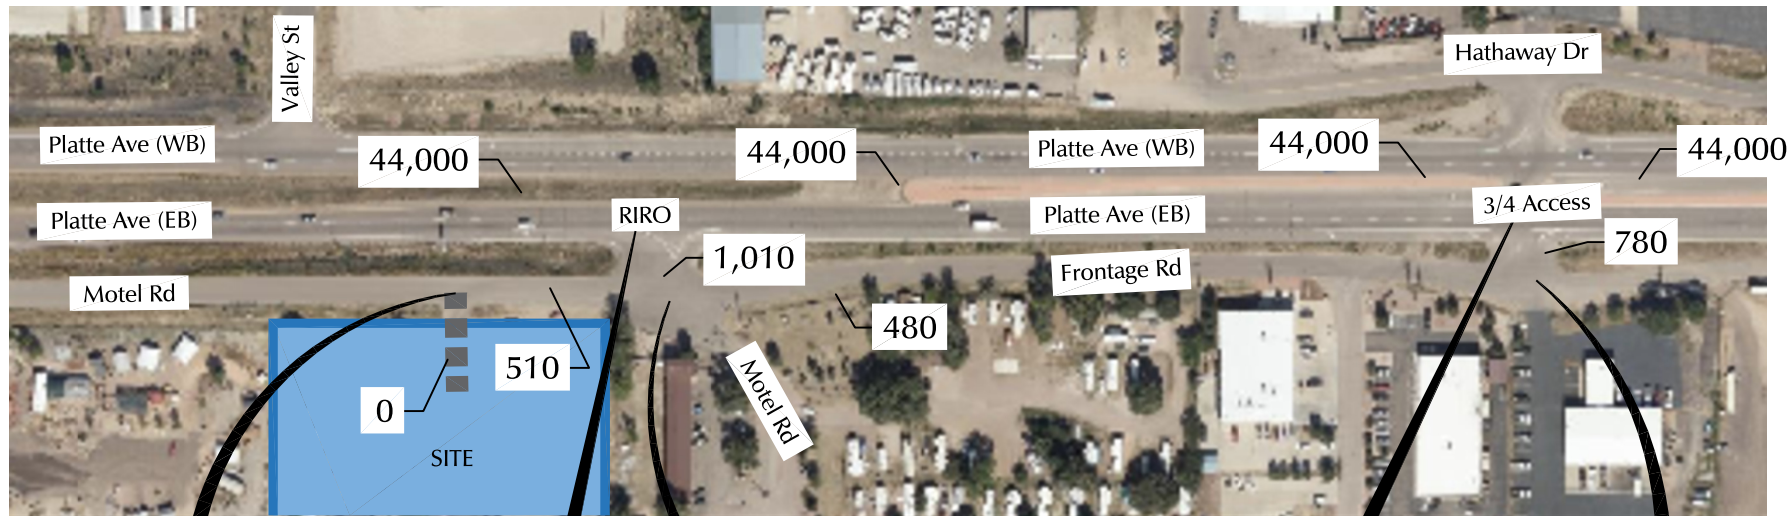 Valley St
Hathaway Dr
Platte Ave (WB)
44,000
44,000
Platte Ave (WB)
44,000
44,000
Platte Ave (EB)
RIRO
Platte Ave (EB)
3/4 Access
1,010
780
Motel Rd
Frontage Rd
480
510
Motel Rd
0
SITE